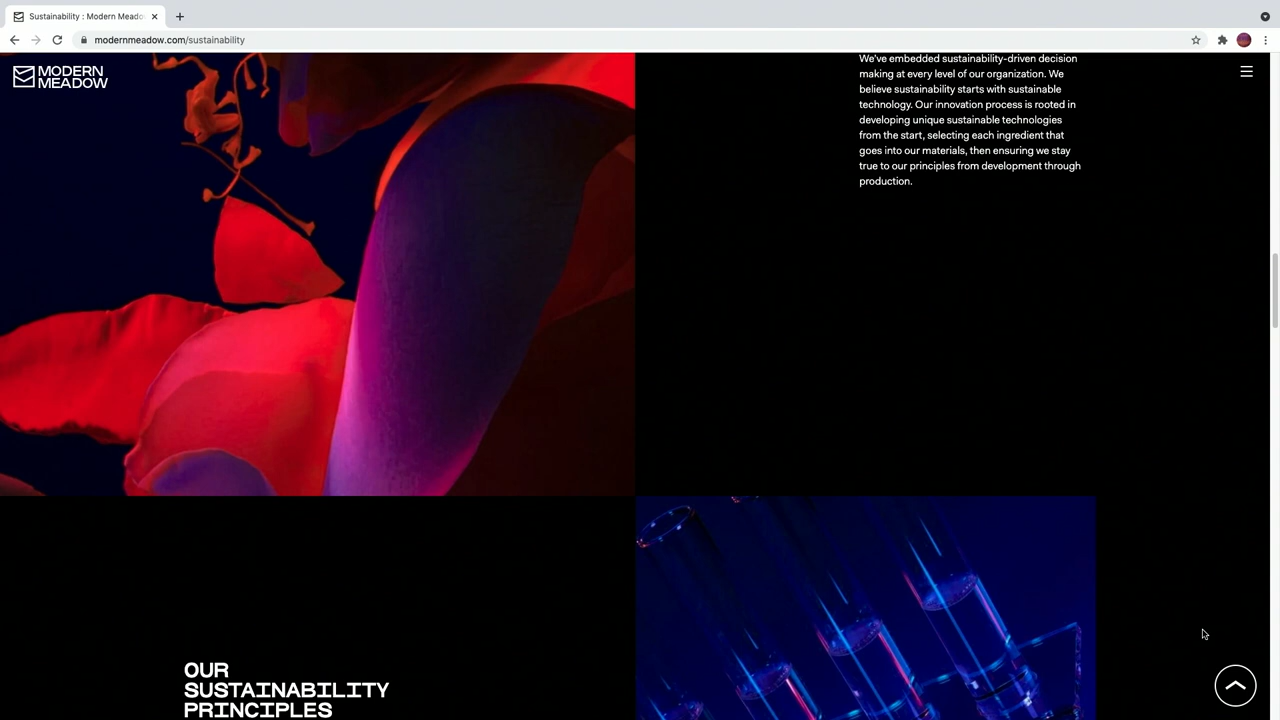 Sustainability : Modern Meado
modernmeadow.com/sustainability
MODERN
MEADOW
We've embedded sustainability-driven decision
making at every level of our organization. We
believe sustainability starts with sustainable
technology. Our innovation process is rooted in
developing unique sustainable technologies
from the start, selecting each ingredient that
goes into our materials, then ensuring we stay
true to our principles from development through
production.
OUR
SUSTAINABILITY
PRINCIPLES